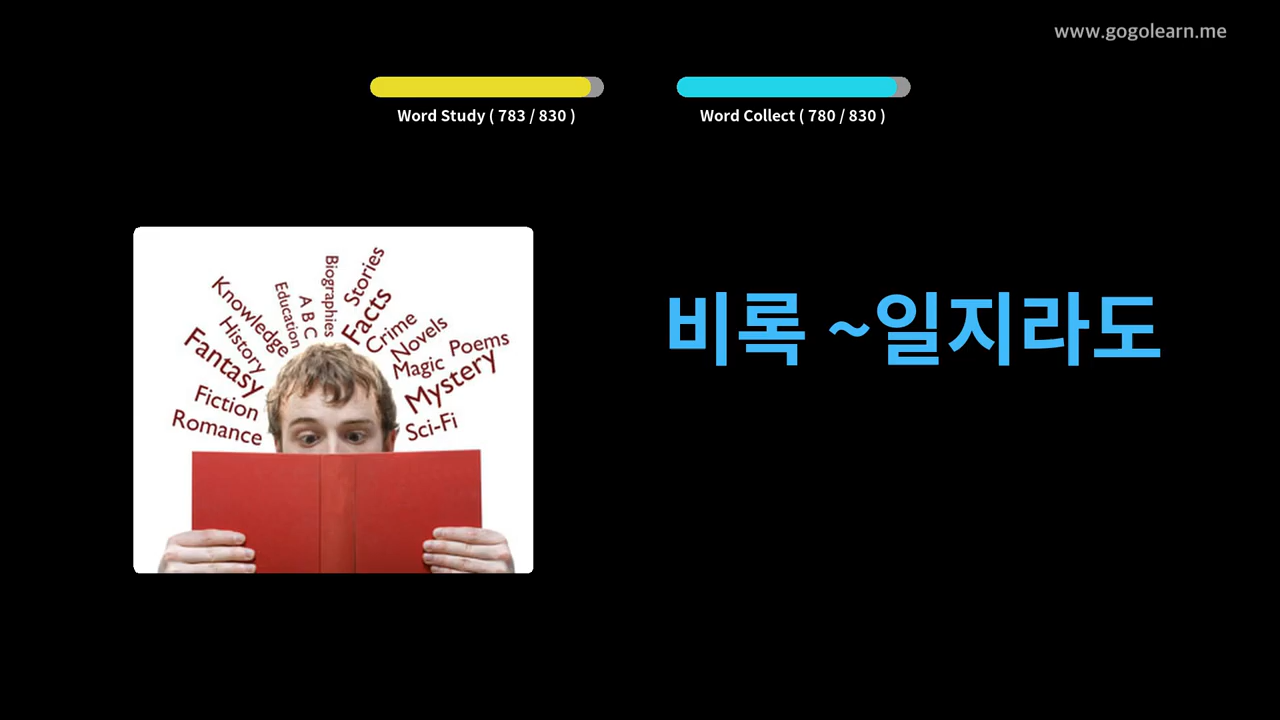 www.gogolearn.me
Word Study ( 783 / 830 )
Word Collect ( 780 / 830 )
비록 ~일지라도
Knowledge
Education
A B C
Biographies
Stories
Facts
Crime
Novels
Poems
Magic
Mystery
Sci-Fi
History
Fantasy
Fiction
Romance